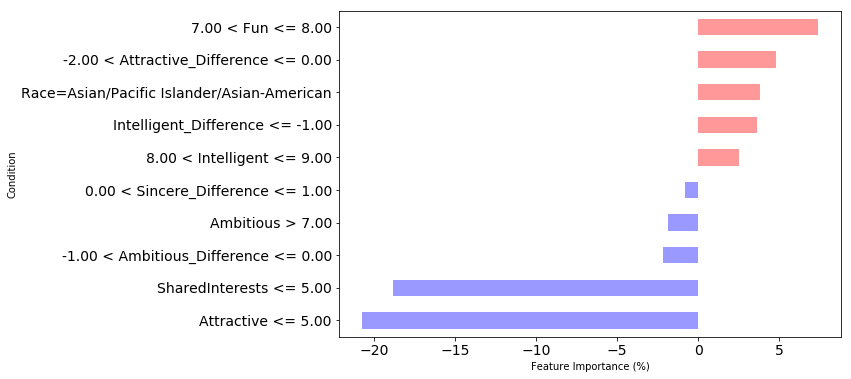 7.00 < Fun <= 8.00
-2.00 < Attractive_Difference <= 0.00
Race=Asian/Pacific Islander/Asian-American
Intelligent_Difference <= -1.00
8.00 < Intelligent <= 9.00
0.00 < Sincere_Difference <= 1.00
Ambitious > 7.00
-1.00 < Ambitious_Difference <= 0.00
SharedInterests <= 5.00
Attractive <= 5.00
Condition
−20 −15 −10 −5 0 5
Feature Importance (%)